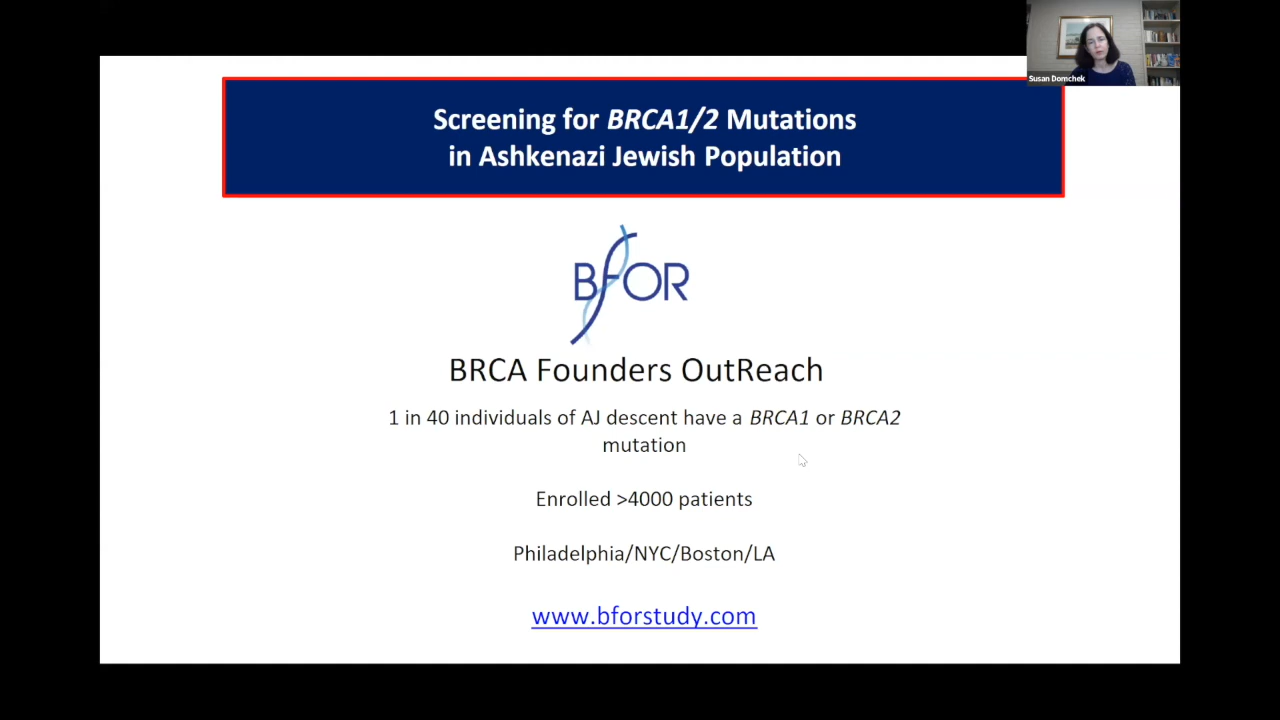 Susan Domchek
Screening for BRCA1/2 Mutations
in Ashkenazi Jewish Population
BFOR
BRCA Founders OutReach
1 in 40 individuals of AJ descent have a BRCA1 or BRCA2
mutation
Enrolled >4000 patients
Philadelphia/NYC/Boston/LA
www.bforstudy.com